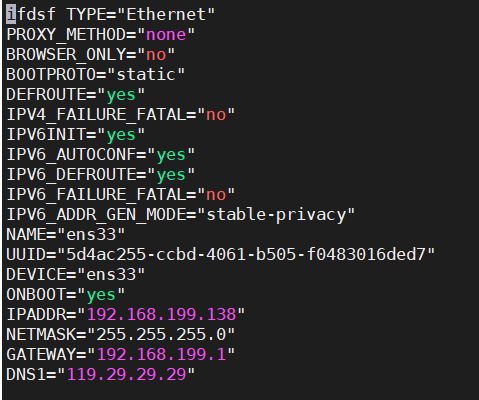 ifdsf TYPE="Ethernet"
PROXY_METHOD="none"
BROWSER_ONLY="no"
BOOTPROTO="static"
DEFROUTE="yes"
IPV4_FAILURE_FATAL="no"
IPV6INIT="yes"
IPV6_AUTOCONF="yes"
IPV6_DEFROUTE="yes"
IPV6_FAILURE_FATAL="no"
IPV6_ADDR_GEN_MODE="stable-privacy"
NAME="ens33"
UUID="5d4ac255-ccbd-4061-b505-f0483016ded7"
DEVICE="ens33"
ONBOOT="yes"
IPADDR="192.168.199.138"
NETMASK="255.255.255.0"
GATEWAY="192.168.199.1"
DNS1="119.29.29.29"